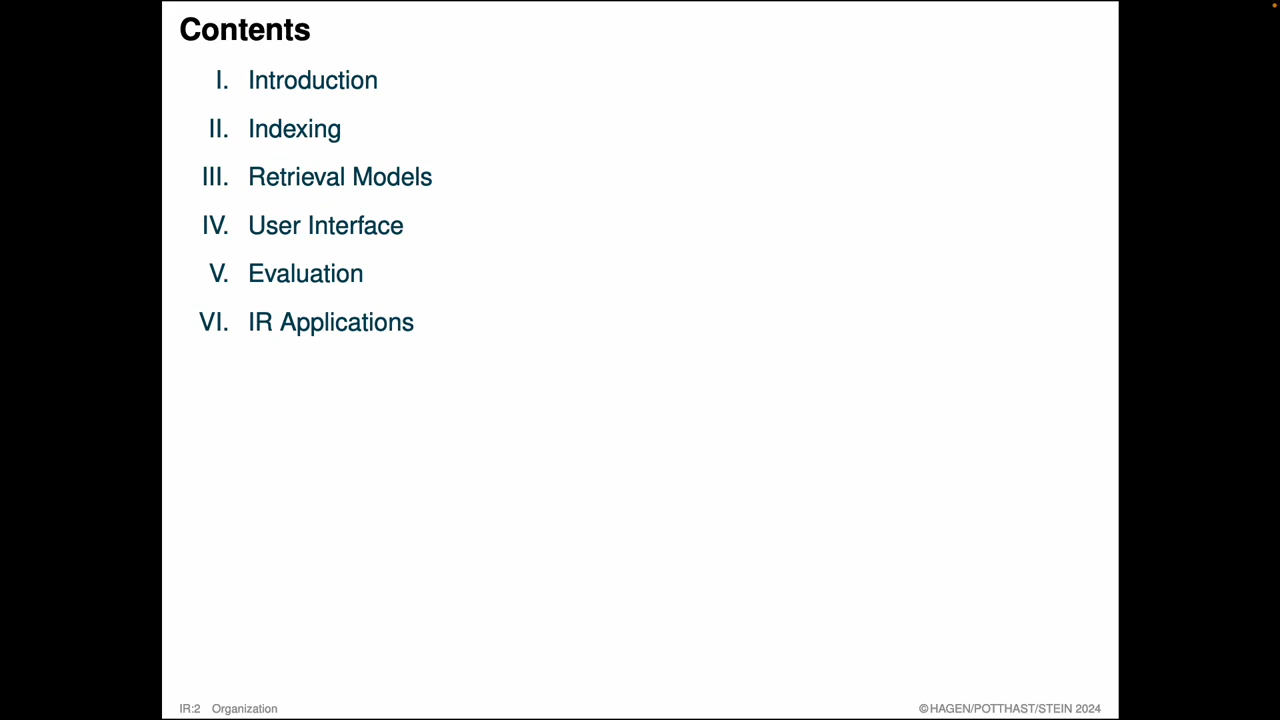 Contents
I. Introduction
II. Indexing
III. Retrieval Models
IV. User Interface
V. Evaluation
VI. IR Applications
IR:2 Organization
©HAGEN/POTTHAST/STEIN 2024